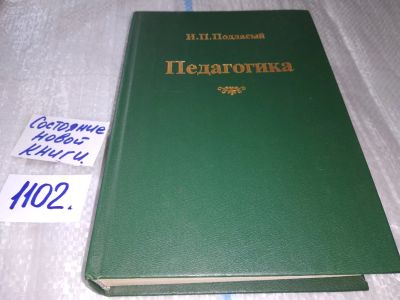 И.П.Подласый
Педагогика
Состояние
новой
книги.
1102.